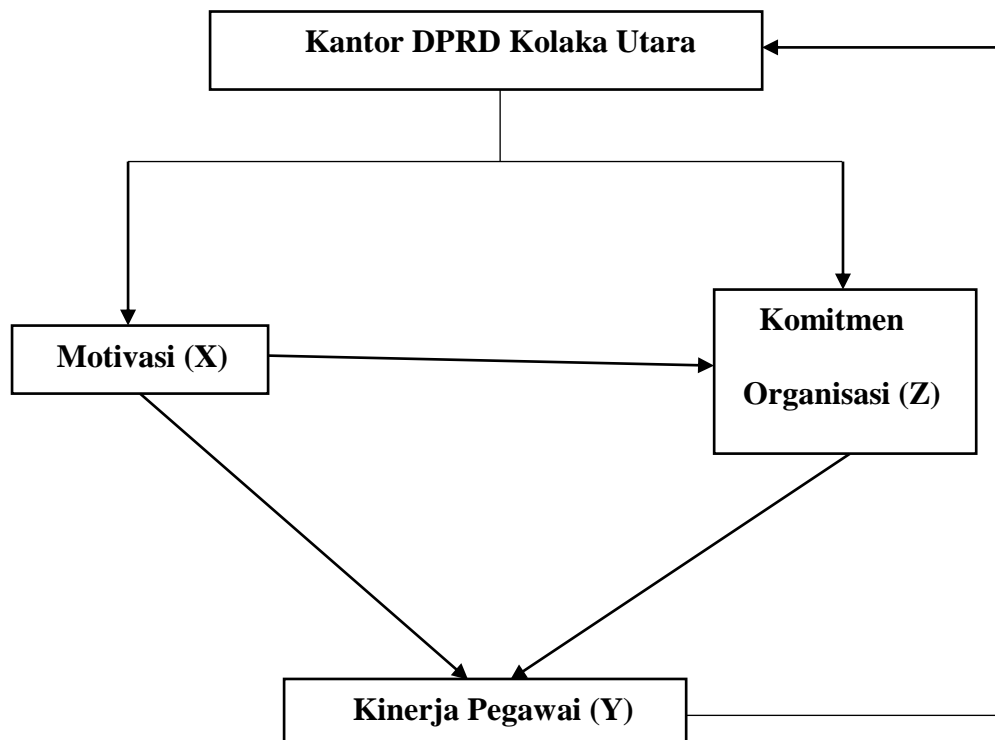 Kantor DPRD Kolaka Utara
Motivasi (X)
Komitmen
Organisasi (Z)
Kinerja Pegawai (Y)